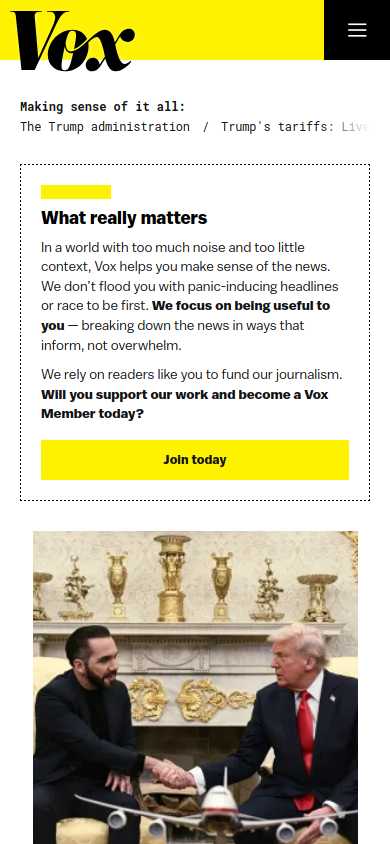 Vox
Making sense of it all:
The Trump administration / Trump's tariffs: Live
What really matters
In a world with too much noise and too little
context, Vox helps you make sense of the news.
We don't flood you with panic-inducing headlines
or race to be first. We focus on being useful to
you — breaking down the news in ways that
inform, not overwhelm.
We rely on readers like you to fund our journalism.
Will you support our work and become a Vox
Member today?
Join today